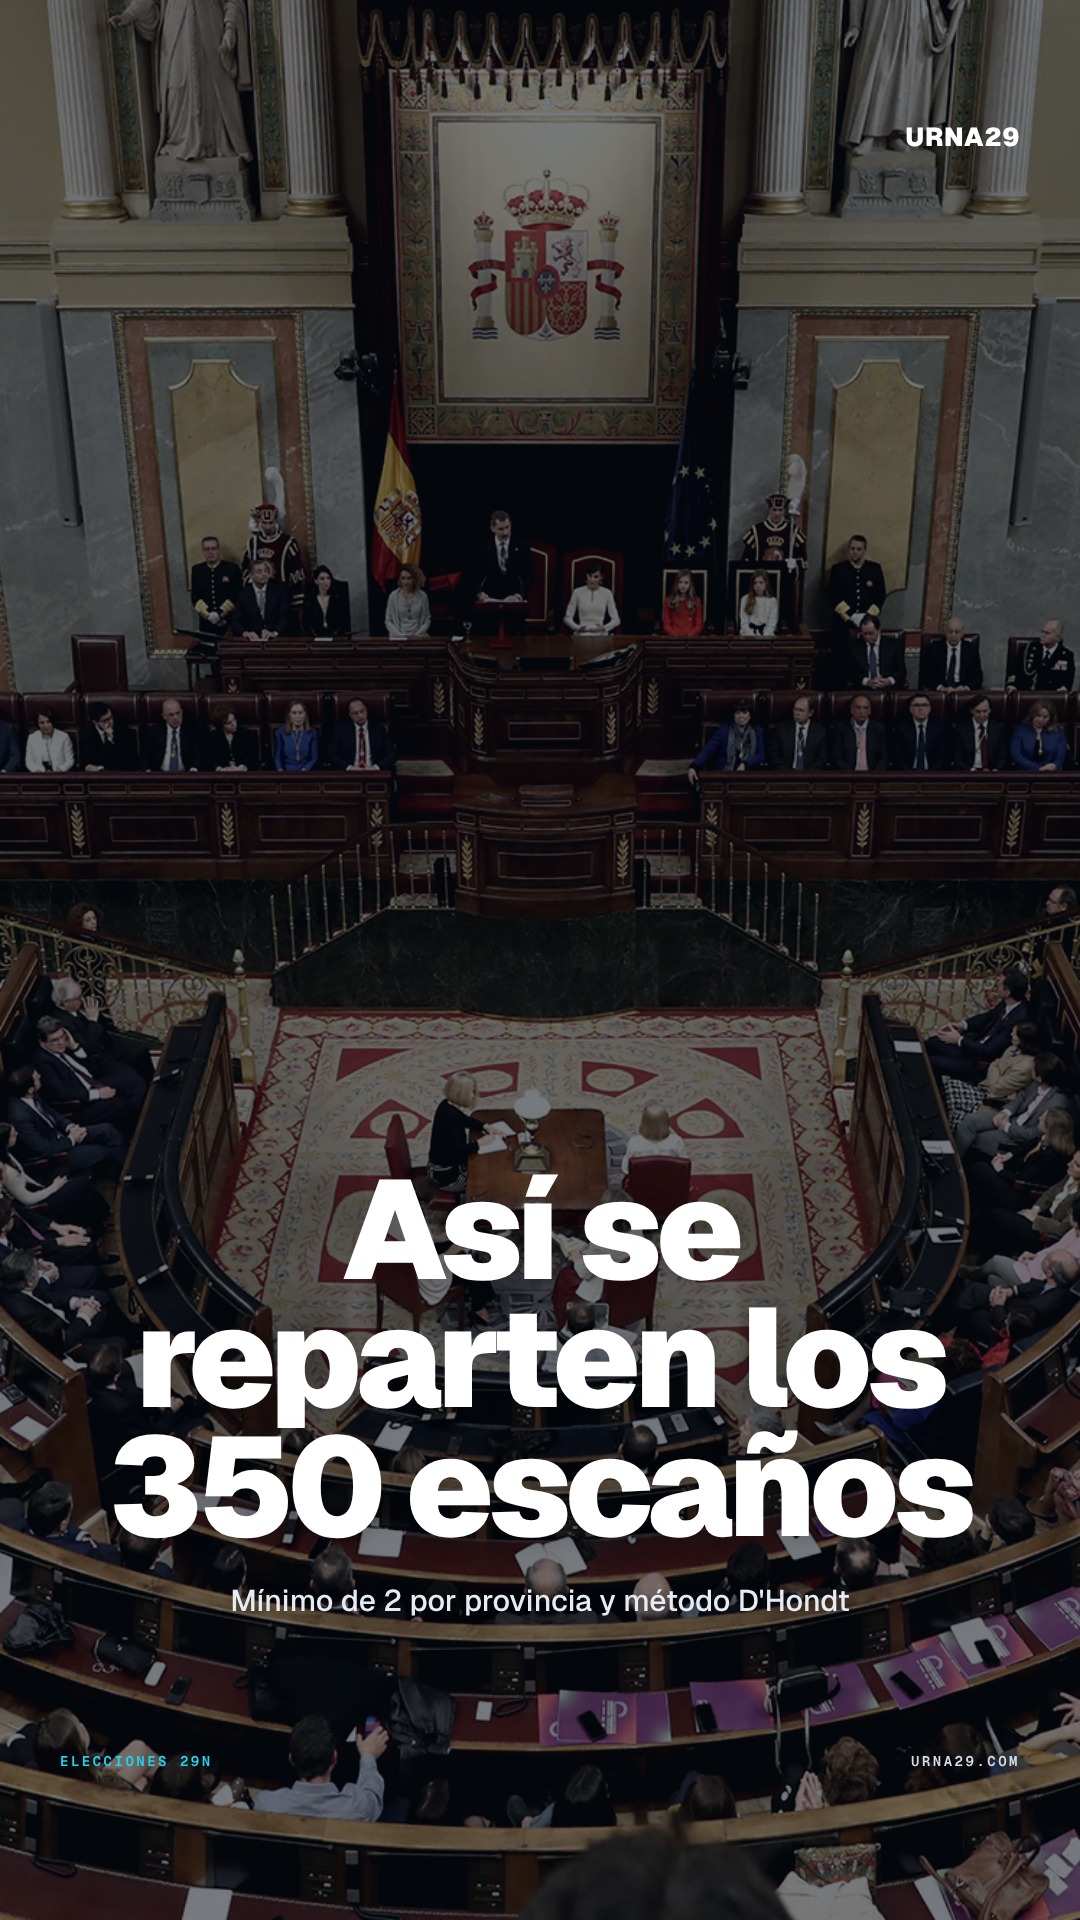 URNA29
Así se
reparten los
350 escaños
Mínimo de 2 por provincia y método D'Hondt
ELECCIONES 29N
URNA29.COM